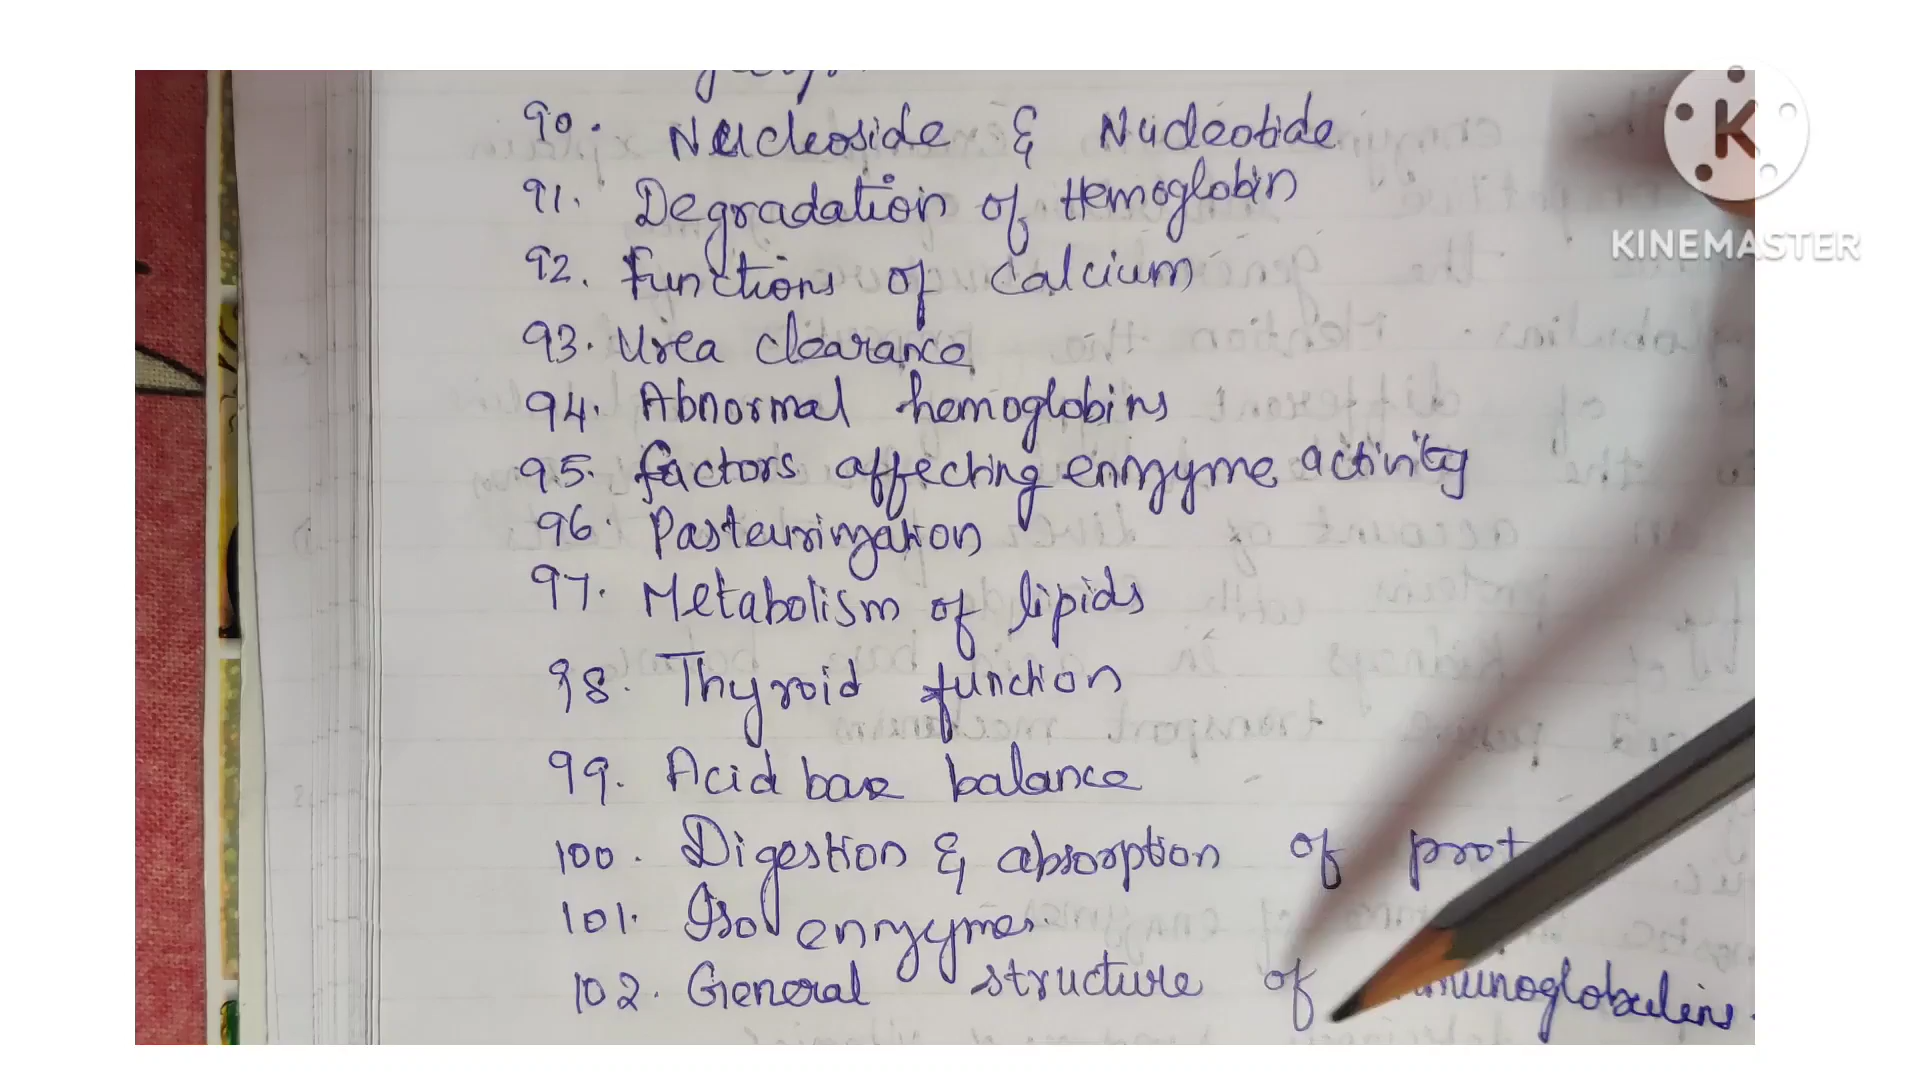 90. Nucleoside & Nucleotide
91. Degradation of Hemoglobin
92. Functions of calcium
93. Urea clearance
94. Abnormal hemoglobins
95. factors affecting enzyme activity
96. Pasteurization
97. Metabolism of lipids
98. Thyroid function
99. Acid base balance
100. Digestion & absorption of prot
101. Iso enzymes
102. General structure of munoglobulins.
K
KINEMASTER